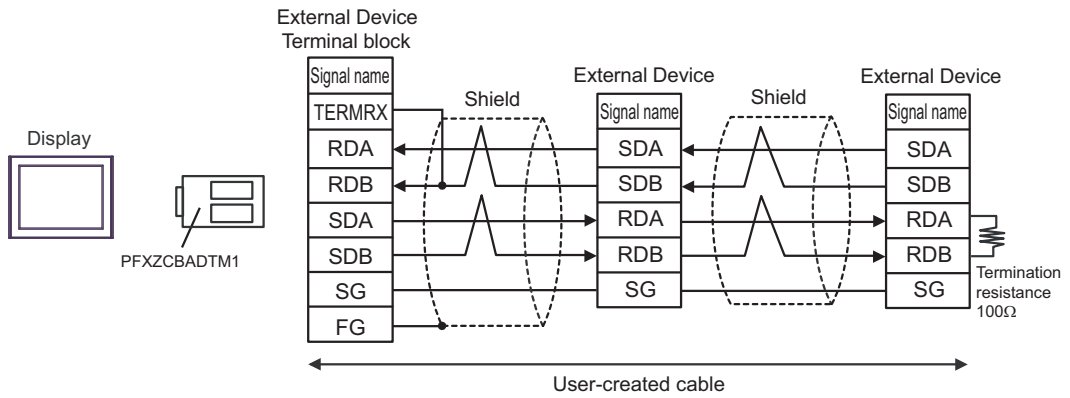 Display
PFXZCBADTM1
External Device
Terminal block
Signal name
TERMRX
RDA
RDB
SDA
SDB
SG
FG
Shield
External Device
Signal name
SDA
SDB
RDA
RDB
SG
Shield
External Device
Signal name
SDA
SDB
RDA
RDB
SG
Termination
resistance
100Ω
User-created cable